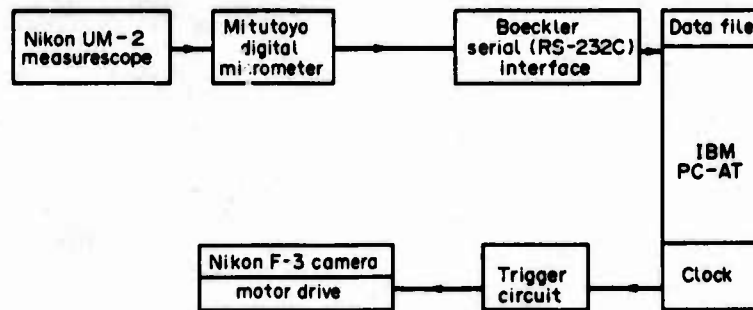 Nikon UM-2
measurescope
Mitutoyo
digital
micrometer
Boeckler
serial (RS-232C)
interface
Data file
IBM
PC-AT
Clock
Trigger
circuit
Nikon F-3 camera
motor drive